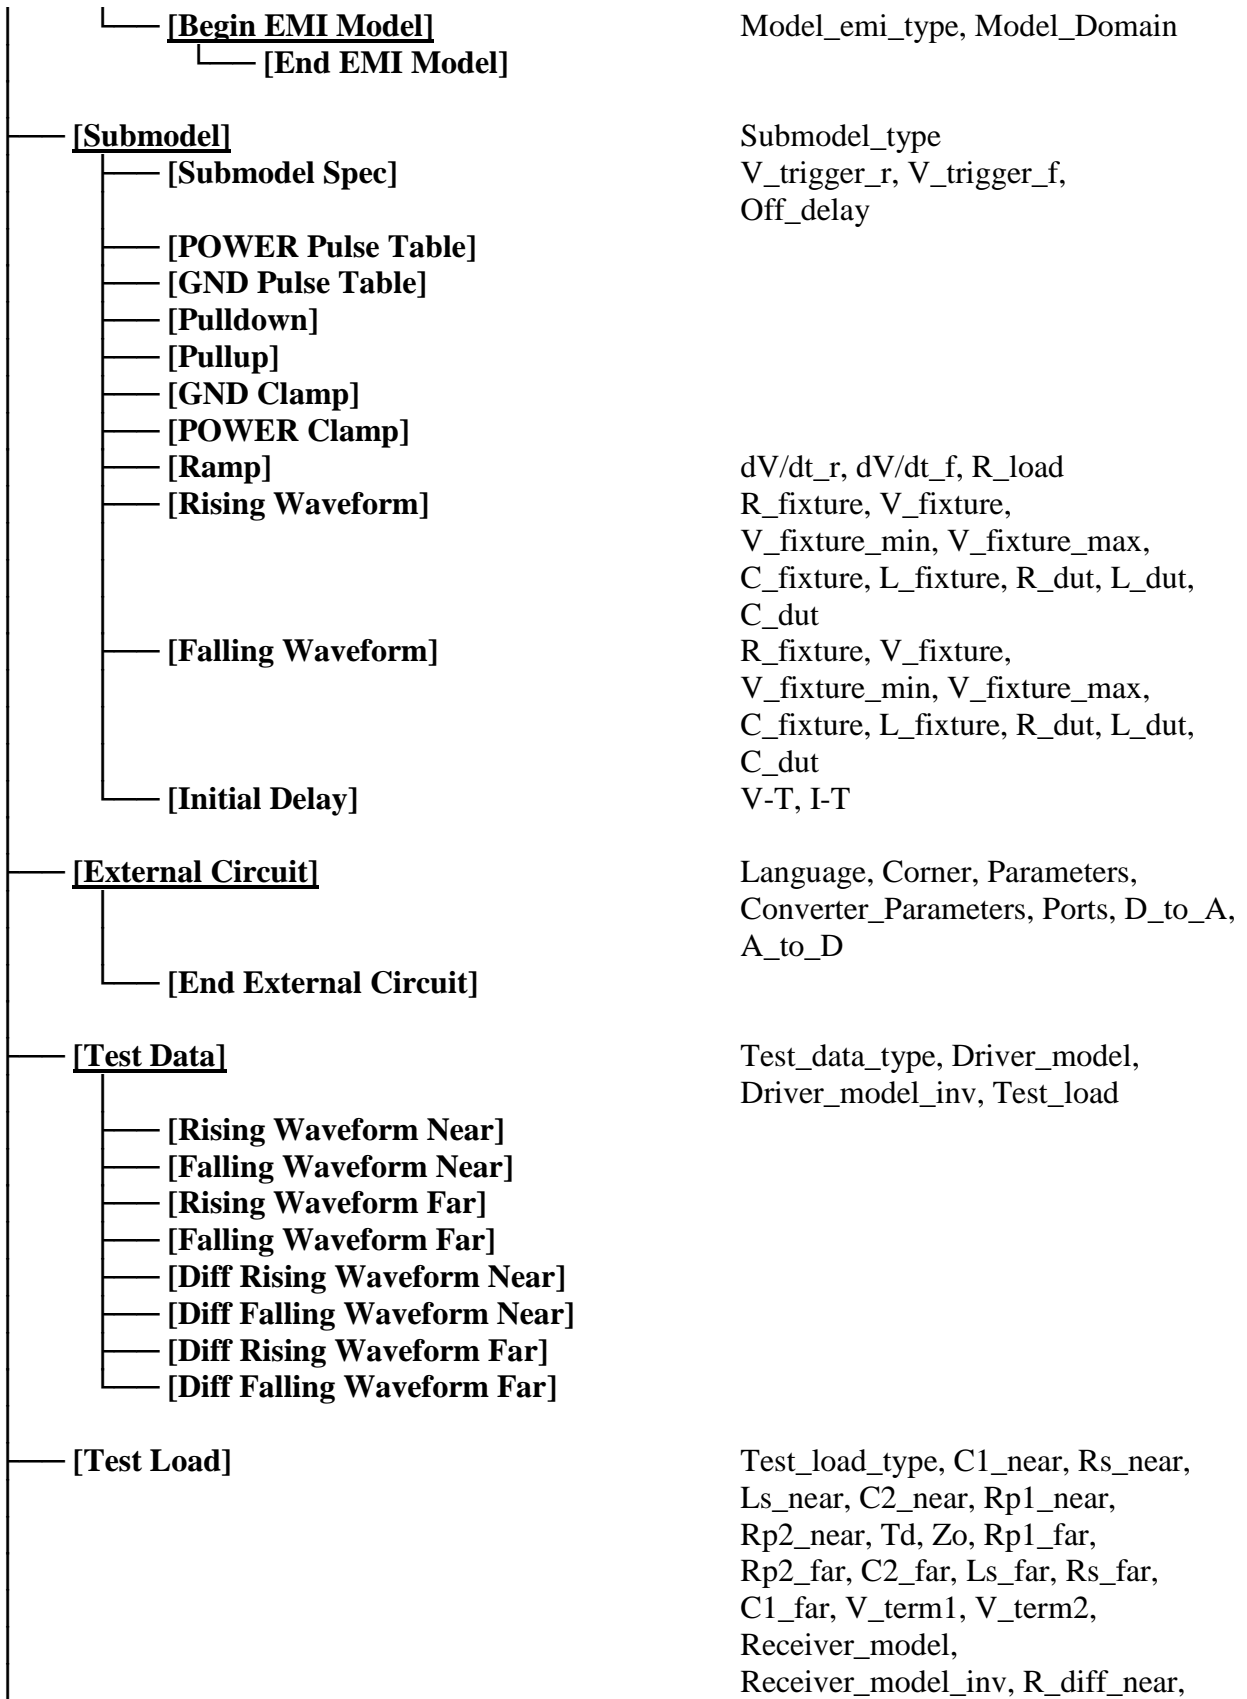 [Begin EMI Model] Model_emi_type, Model_Domain
[End EMI Model]
[Submodel] Submodel_type
[Submodel Spec] V_trigger_r, V_trigger_f,
Off_delay
[POWER Pulse Table]
[GND Pulse Table]
[Pulldown]
[Pullup]
[GND Clamp]
[POWER Clamp]
[Ramp] dV/dt_r, dV/dt_f, R_load
[Rising Waveform] R_fixture, V_fixture,
V_fixture_min, V_fixture_max,
C_fixture, L_fixture, R_dut, L_dut,
C_dut
[Falling Waveform] R_fixture, V_fixture,
V_fixture_min, V_fixture_max,
C_fixture, L_fixture, R_dut, L_dut,
C_dut
[Initial Delay] V-T, I-T
[External Circuit] Language, Corner, Parameters,
Converter_Parameters, Ports, D_to_A,
A_to_D
[End External Circuit]
[Test Data] Test_data_type, Driver_model,
Driver_model_inv, Test_load
[Rising Waveform Near]
[Falling Waveform Near]
[Rising Waveform Far]
[Falling Waveform Far]
[Diff Rising Waveform Near]
[Diff Falling Waveform Near]
[Diff Rising Waveform Far]
[Diff Falling Waveform Far]
[Test Load] Test_load_type, C1_near, Rs_near,
Ls_near, C2_near, Rp1_near,
Rp2_near, Td, Zo, Rp1_far,
Rp2_far, C2_far, Ls_far, Rs_far,
C1_far, V_term1, V_term2,
Receiver_model,
Receiver_model_inv, R_diff_near,